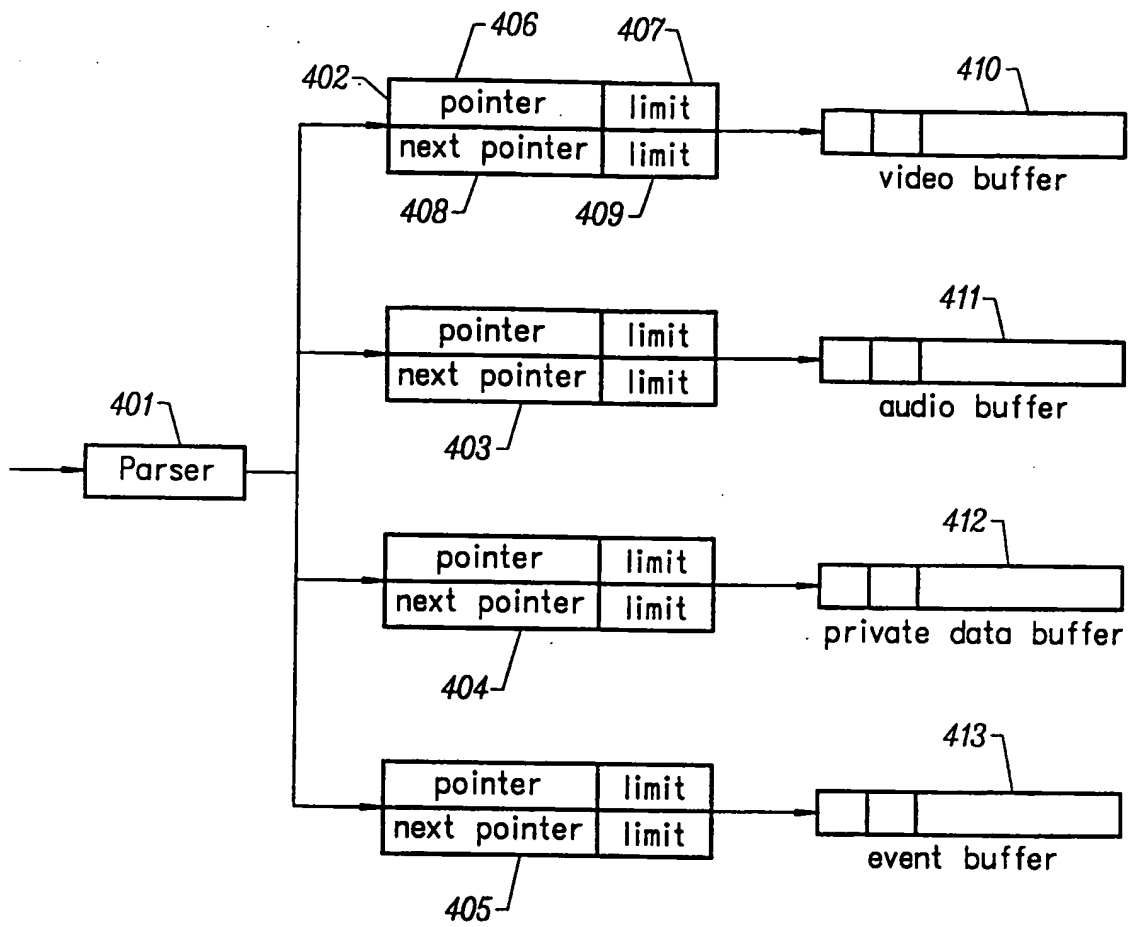 406
407
402
410
pointer limit
next pointer limit
video buffer
408
409
411
pointer limit
next pointer limit
audio buffer
401
403
Parser
412
pointer limit
next pointer limit
private data buffer
404
413
pointer limit
next pointer limit
event buffer
405